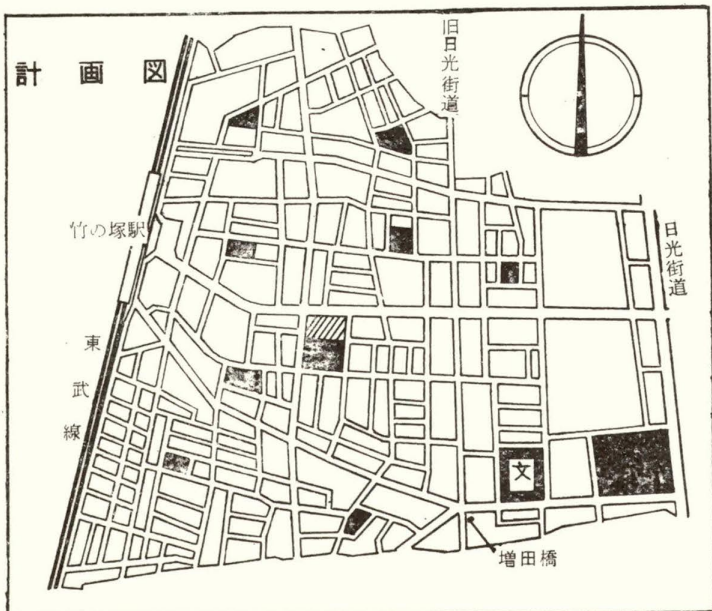 計画図
旧日光街道
竹の塚駅
日光街道
東武線
文
増田橋